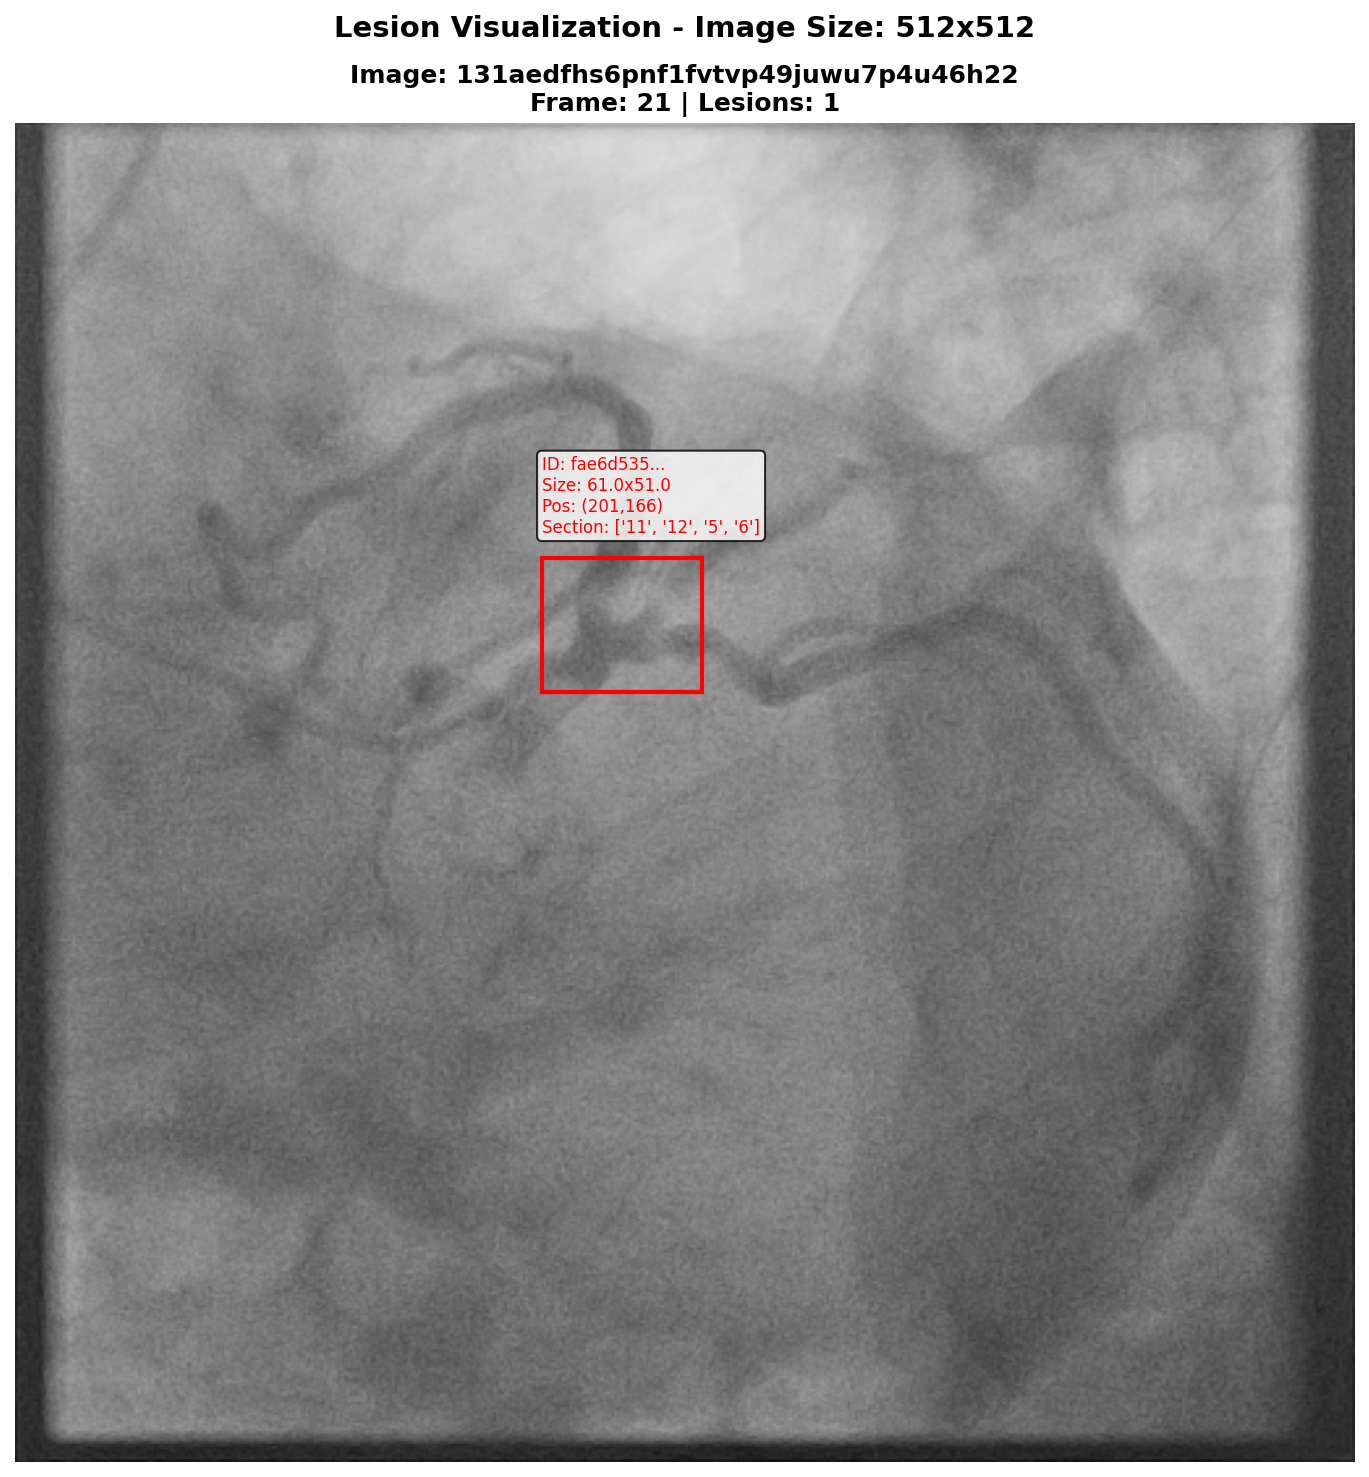 Lesion Visualization - Image Size: 512x512
Image: 131aedfhs6pnf1fvtvp49juwu7p4u46h22
Frame: 21 | Lesions: 1
ID: fae6d535...
Size: 61.0x51.0
Pos: (201,166)
Section: ['11', '12', '5', '6']